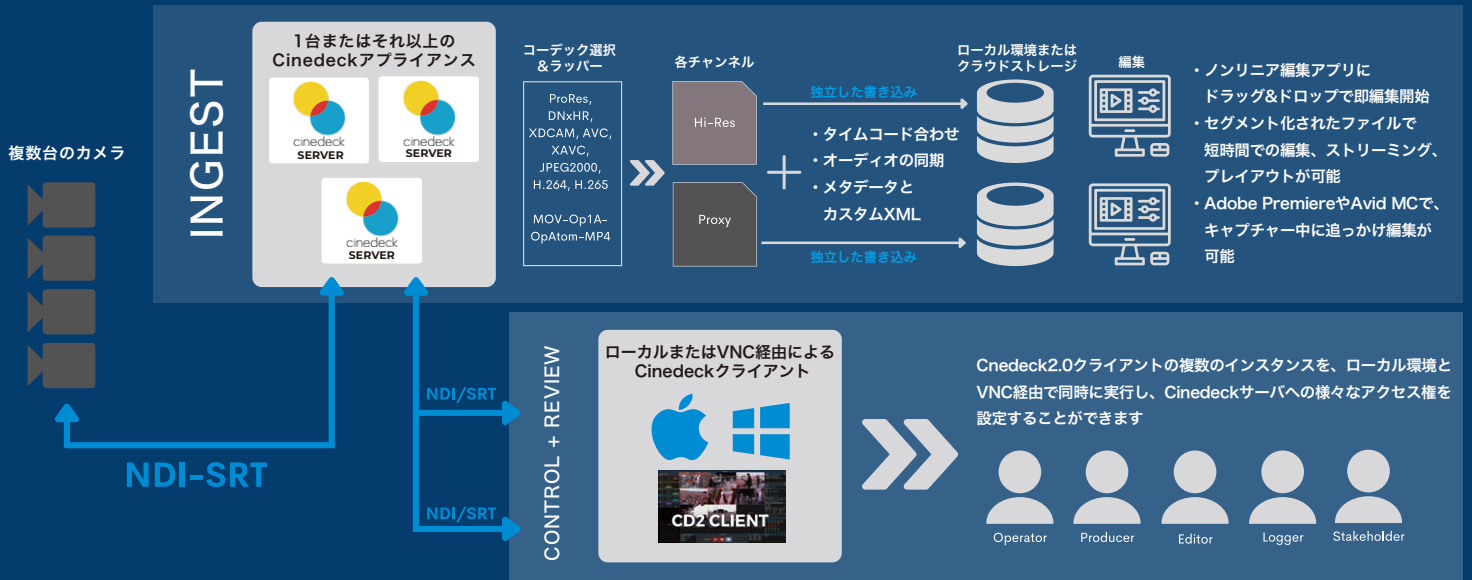 複数台のカメラ
NDI-SRT
INGEST
1台またはそれ以上の
Cinedeckアプライアンス
cinedeck
SERVER
cinedeck
SERVER
cinedeck
SERVER
コーデック選択
&ラッパー
ProRes,
DNxHR,
XDCAM, AVC,
XAVC,
JPEG2000,
H.264, H.265
MOV-Op1A-
OpAtom-MP4
各チャンネル
Hi-Res
Proxy
独立した書き込み
・タイムコード合わせ
・オーディオの同期
・メタデータと
カスタムXML
独立した書き込み
ローカル環境または
クラウドストレージ
編集
・ノンリニア編集アプリに
ドラッグ&ドロップで即編集開始
・セグメント化されたファイルで
短時間での編集、ストリーミング、
プレイアウトが可能
・Adobe PremiereやAvid MCで、
キャプチャー中に追っかけ編集が
可能
NDI/SRT
NDI/SRT
CONTROL + REVIEW
ローカルまたはVNC経由による
Cinedeckクライアント
CD2 CLIENT
Cnedeck2.0クライアントの複数のインスタンスを、ローカル環境と
VNC経由で同時に実行し、Cinedeckサーバへの様々なアクセス権を
設定することができます
Operator
Producer
Editor
Logger
Stakeholder